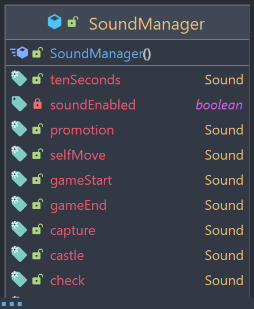 SoundManager
SoundManager()
tenSeconds Sound
soundEnabled boolean
promotion Sound
selfMove Sound
gameStart Sound
gameEnd Sound
capture Sound
castle Sound
check Sound